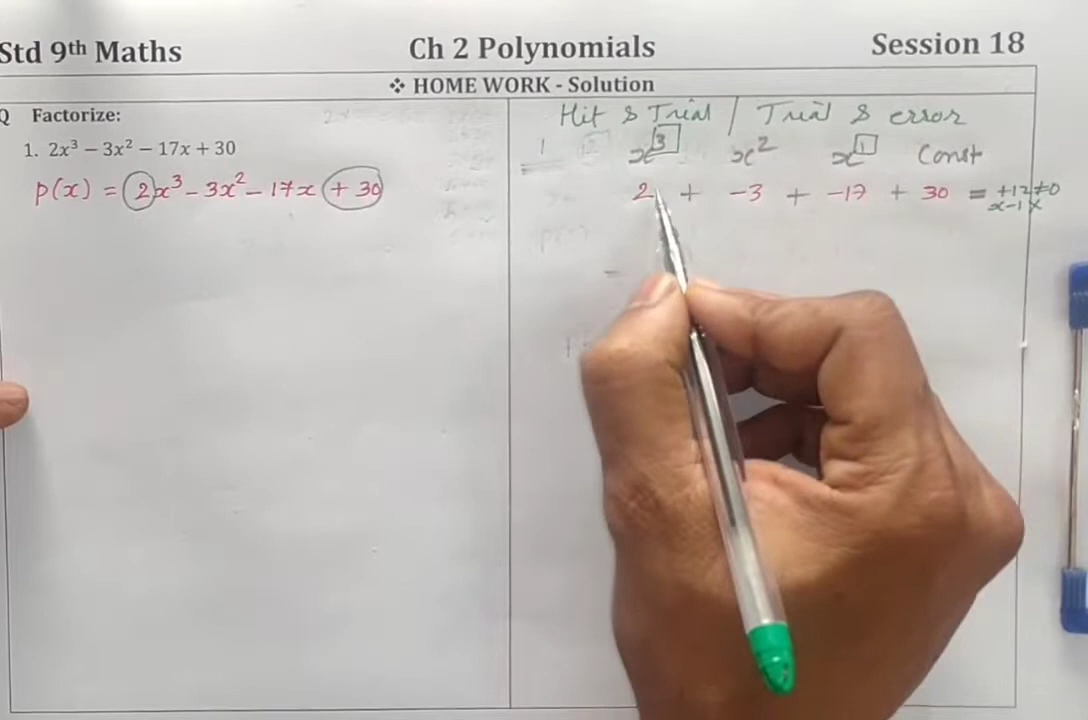 Std 9th Maths
Ch 2 Polynomials
Session 18
❖ HOME WORK - Solution
Q Factorize:
1. 2x³ – 3x² – 17x + 30
p(x) = 2x³ - 3x² - 17x + 30
Hit & Trial / Trial & error
1
x³ x² x¹ Const
2 + -3 + -17 + 30 = +12≠0
x-1 ×